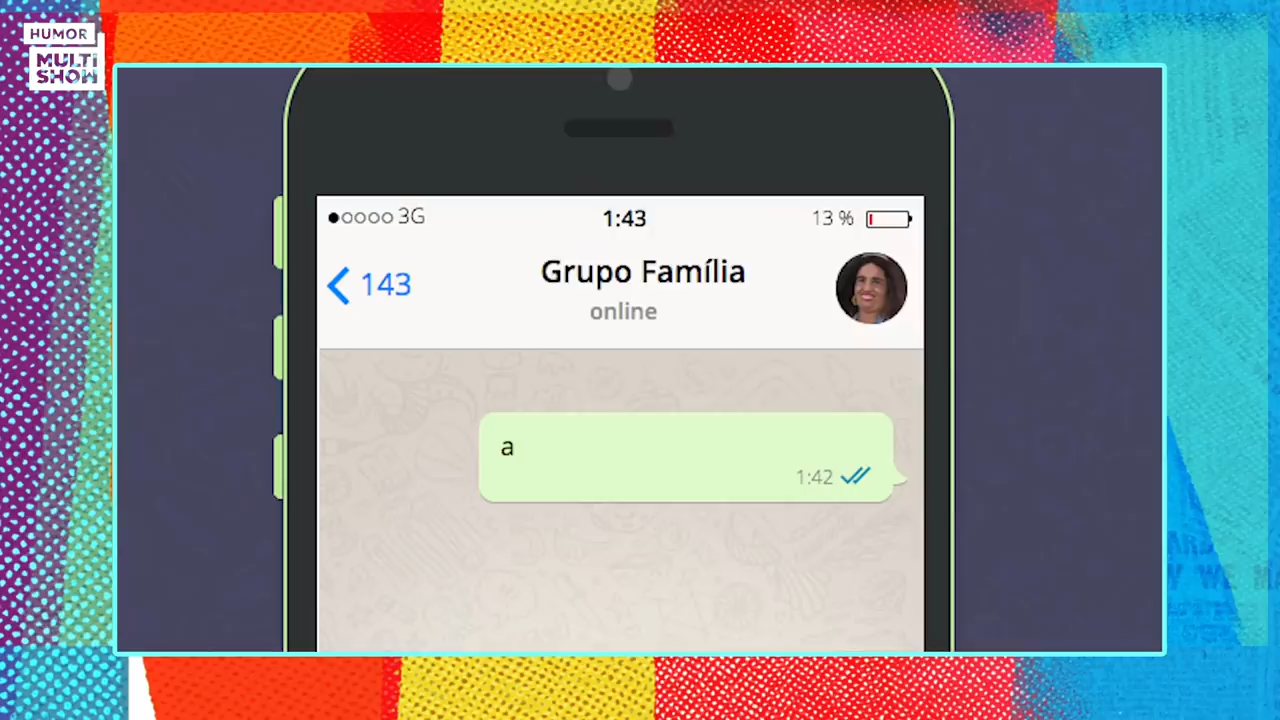 HUMOR
MULTI
SHOW
3G
1:43
13 %
143
Grupo Família
online
a
1:42